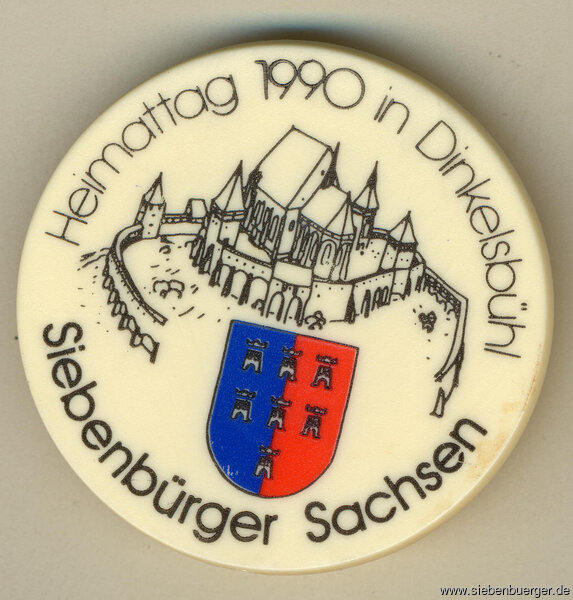 Heimattag 1990 in Dinkelsbühl
Siebenbürger Sachsen
www.siebenbuerger.de